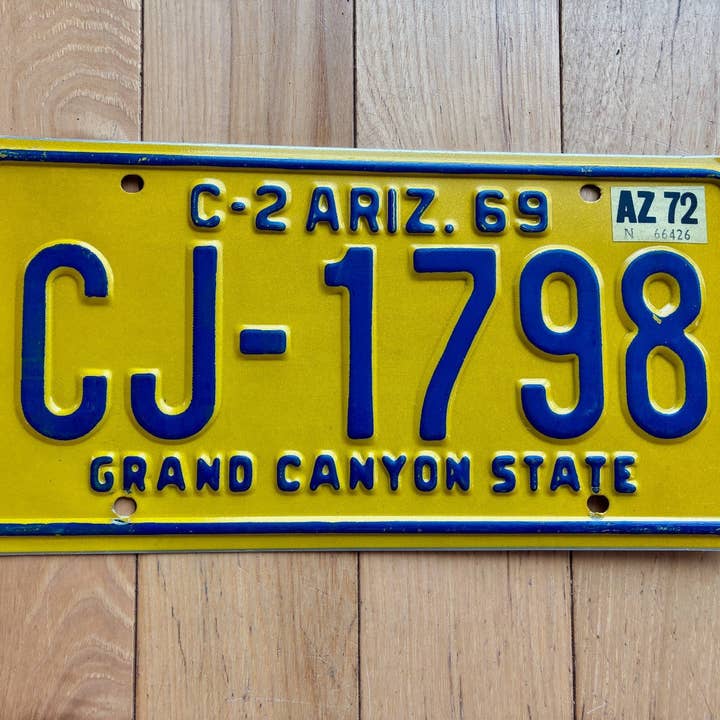 C-2 ARIZ. 69
AZ 72
N 66426
CJ-1798
GRAND CANYON STATE